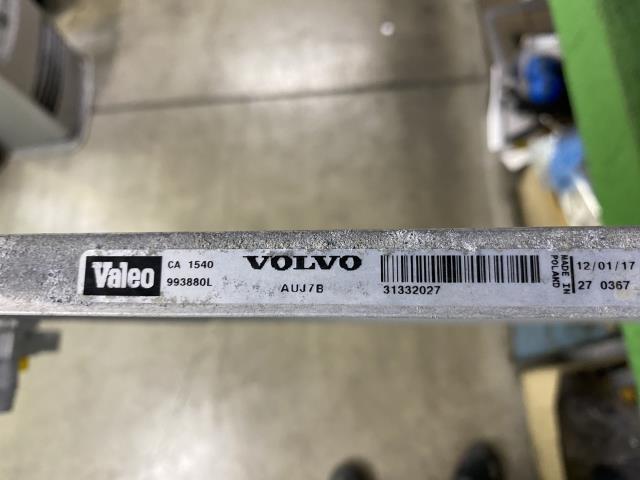 Valeo
CA 1540
993880L
VOLVO
AUJ7B
31332027
MADE IN
POLAND
12/01/17
27 0367